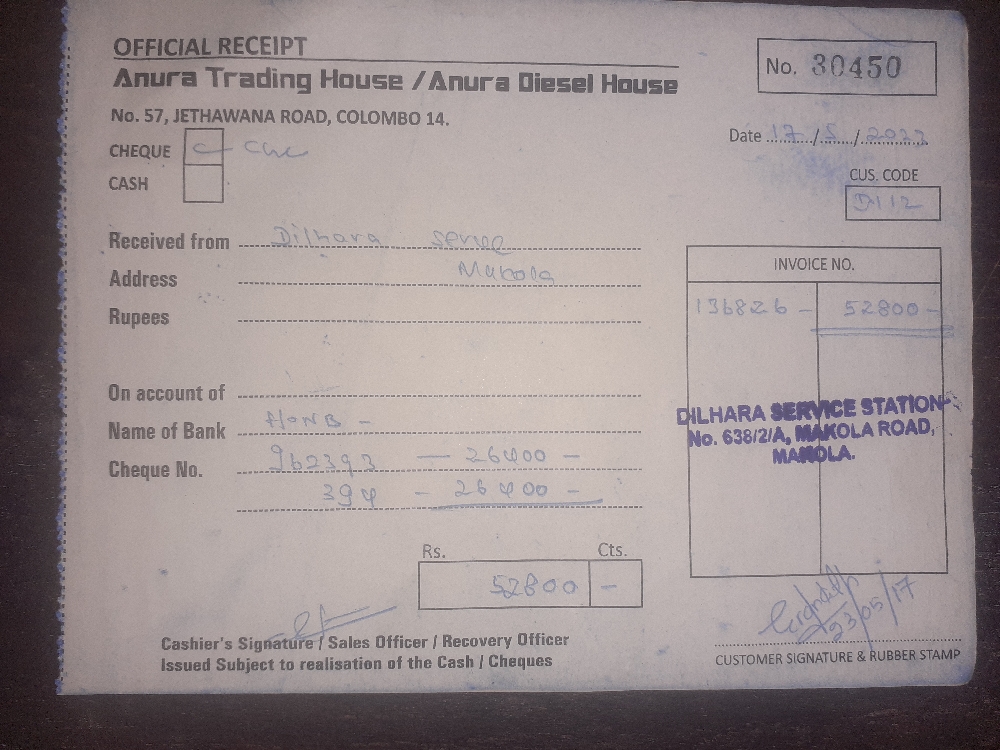 OFFICIAL RECEIPT
Anura Trading House / Anura Diesel House
No. 57, JETHAWANA ROAD, COLOMBO 14.
No. 30450
Date 17/5/2023
CHEQUE
CASH
CUS. CODE
D112
Received from Dilhara
Address Makola
Rupees
INVOICE NO.
136826 - 52800 -
On account of
Name of Bank
Cheque No. 962393 - 26400 -
394 - 26400 -
DILHARA SERVICE STATION
No. 638/2/A, MAKOLA ROAD,
MAKOLA.
Rs. Cts.
52800 -
23/05/17
Cashier's Signature / Sales Officer / Recovery Officer
Issued Subject to realisation of the Cash / Cheques
CUSTOMER SIGNATURE & RUBBER STAMP